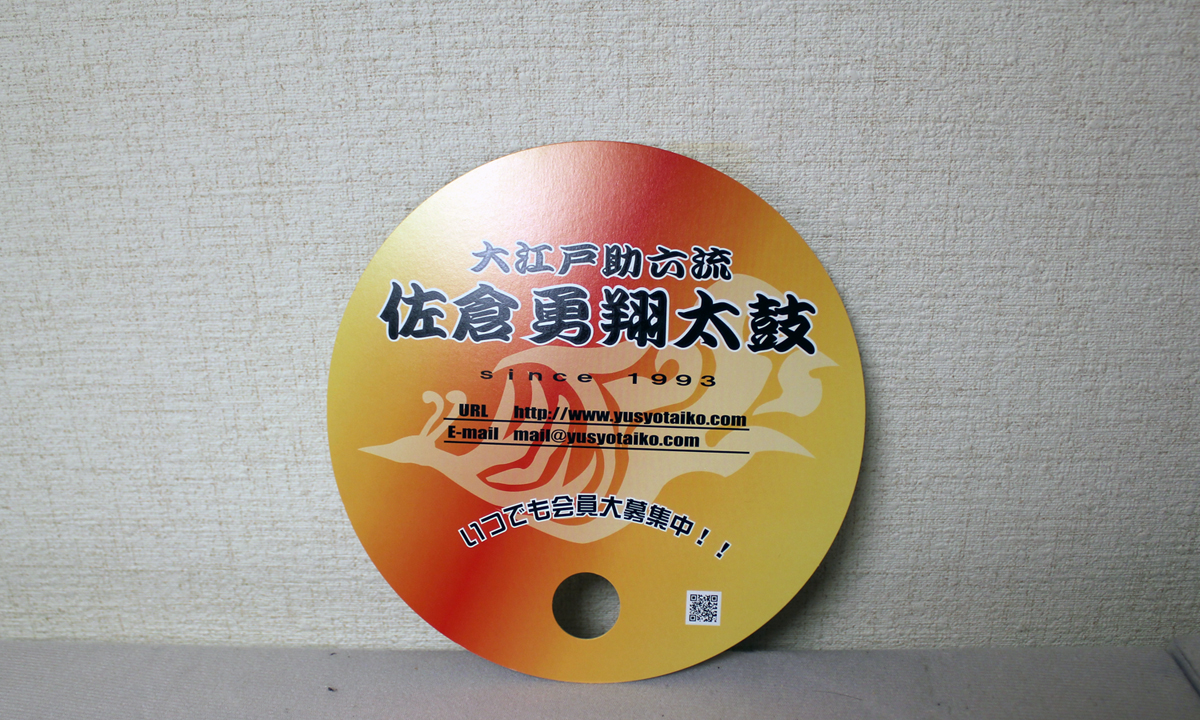 大江戸助六流
佐倉勇翔太鼓
since 1993
URL http://www.yusyotaiko.com
E-mail mail@yusyotaiko.com
いつでも会員大募集中！！